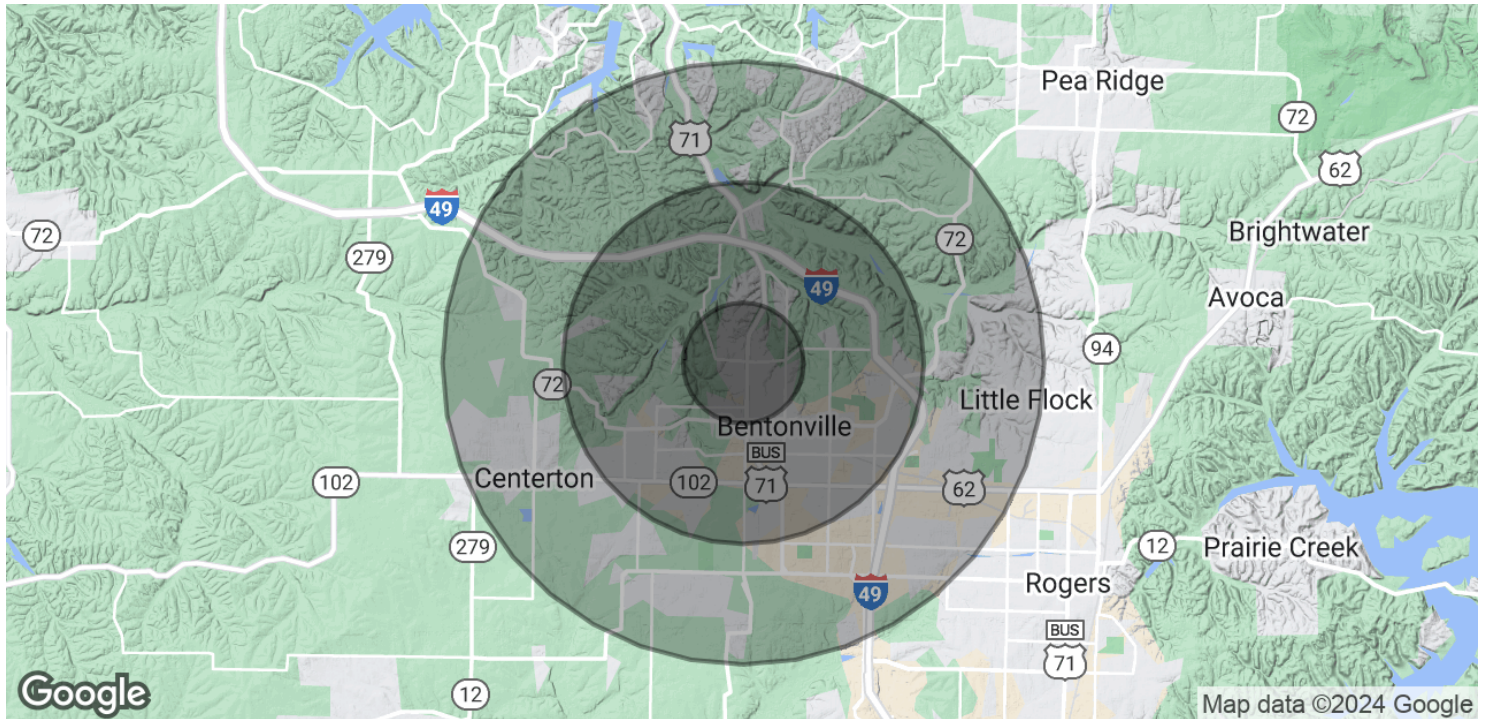 Pea Ridge
72
71
62
49
72
Brightwater
72
279
49
Avoca
94
72
Little Flock
Bentonville
BUS
71
Centerton
102
102
62
279
12
Prairie Creek
Rogers
49
BUS
71
12
Google
Map data ©2024 Google